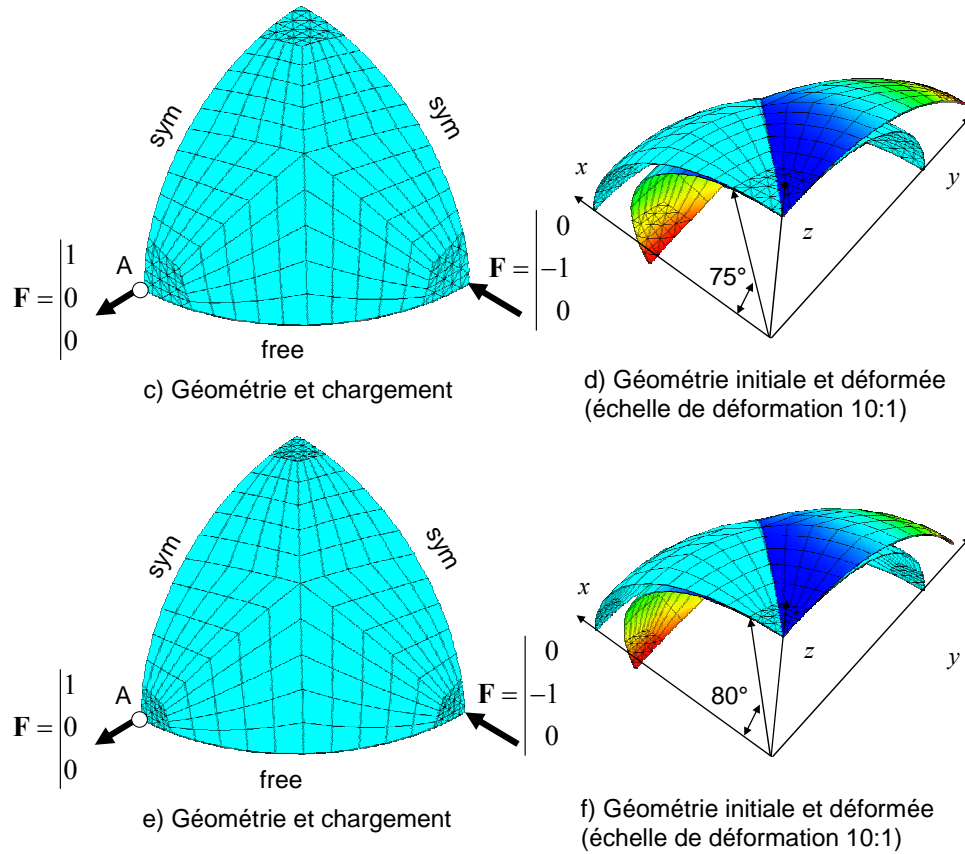 sym
sym
x
y
z
75°
A
F = 1
0
0
F = 0
−1
0
free
c) Géométrie et chargement
d) Géométrie initiale et déformée
(échelle de déformation 10:1)
sym
sym
x
y
z
80°
A
F = 1
0
0
F = 0
−1
0
free
e) Géométrie et chargement
f) Géométrie initiale et déformée
(échelle de déformation 10:1)